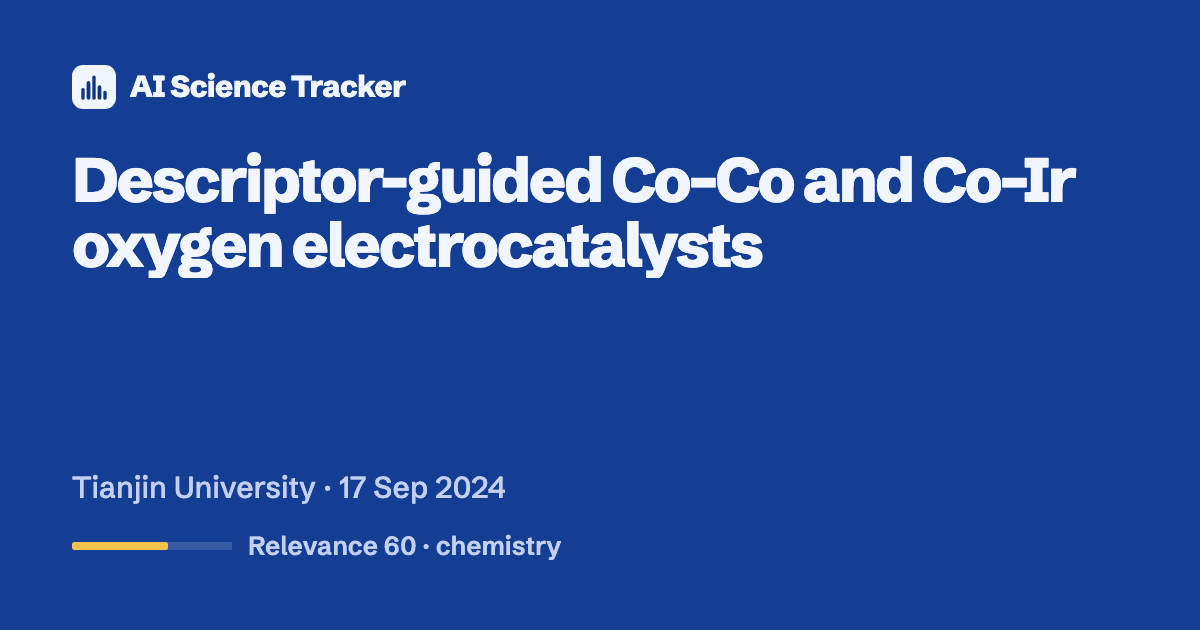 AI Science Tracker
Descriptor-guided Co-Co and Co-Ir
oxygen electrocatalysts
Tianjin University · 17 Sep 2024
Relevance 60 · chemistry